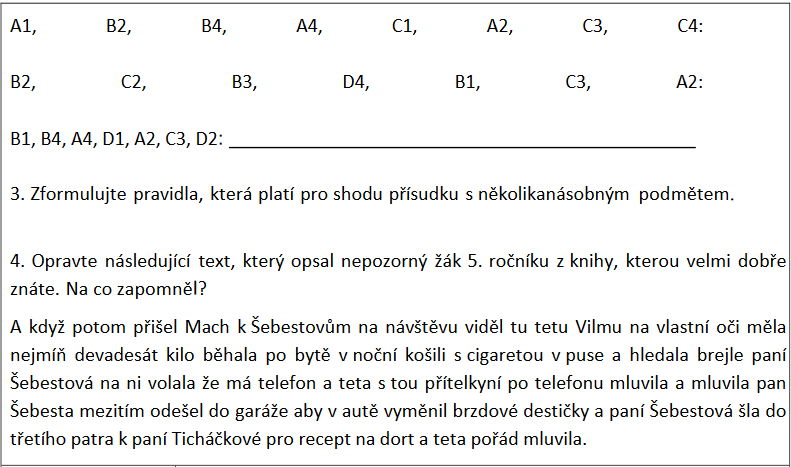 A1, B2, B4, A4, C1, A2, C3, C4:
B2, C2, B3, D4, B1, C3, A2:
B1, B4, A4, D1, A2, C3, D2: ______________________________________________
3. Zformulujte pravidla, která platí pro shodu přísudku s několikanásobným podmětem.
4. Opravte následující text, který opsal nepozorný žák 5. ročníku z knihy, kterou velmi dobře
znáte. Na co zapomněl?
A když potom přišel Mach k Šebestovům na návštěvu viděl tu tetu Vilmu na vlastní oči měla
nejmíň devadesát kilo běhala po bytě v noční košili s cigaretou v puse a hledala brejle paní
Šebestová na ni volala že má telefon a teta s tou přítelkyní po telefonu mluvila a mluvila pan
Šebesta mezitím odešel do garáže aby v autě vyměnil brzdové destičky a paní Šebestová šla do
třetího patra k paní Ticháčkové pro recept na dort a teta pořád mluvila.